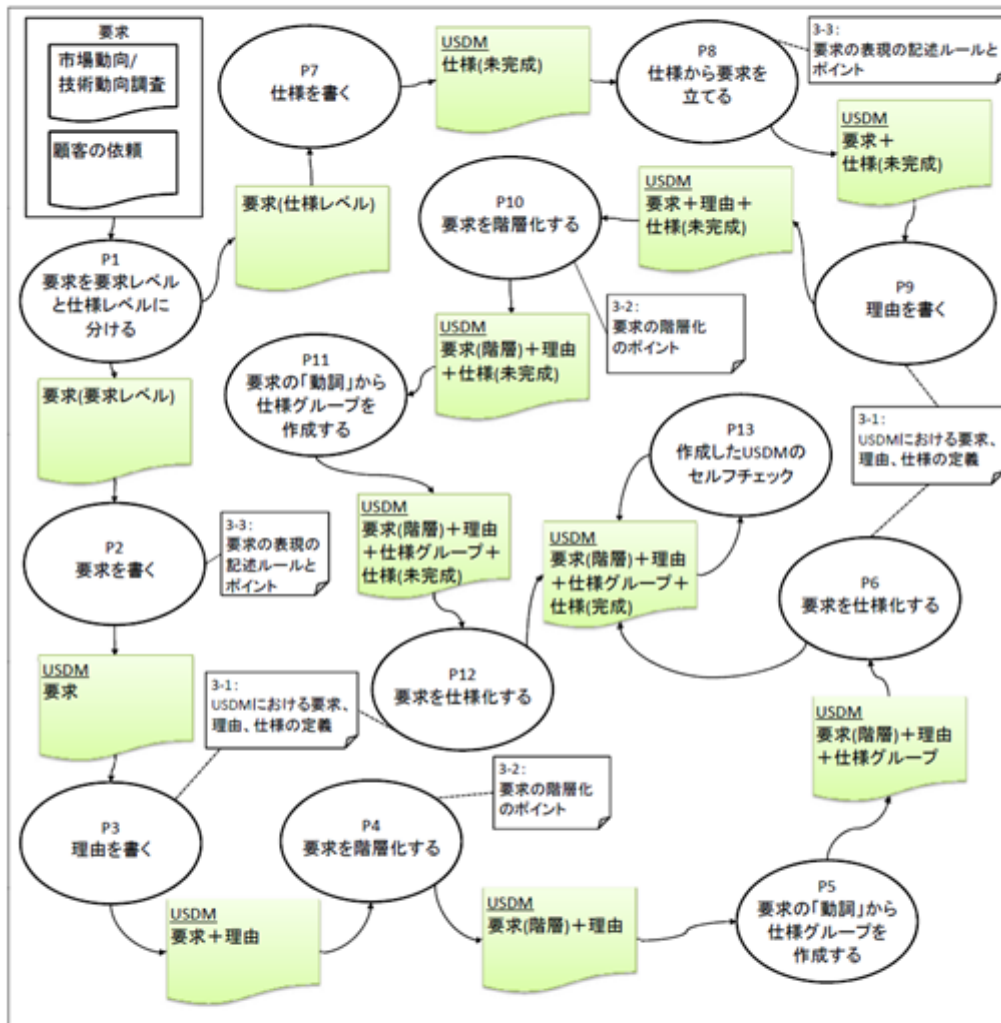 要求
市場動向/
技術動向調査
顧客の依頼
P1
要求を要求レベル
と仕様レベルに
分ける
要求(仕様レベル)
P7
仕様を書く
USDM
仕様(未完成)
P8
仕様から要求を
立てる
3-3:
要求の表現の記述ルールと
ポイント
USDM
要求+
仕様(未完成)
P9
理由を書く
USDM
要求+理由+
仕様(未完成)
P10
要求を階層化する
3-2:
要求の階層化
のポイント
USDM
要求(階層)+理由
+仕様(未完成)
P11
要求の「動詞」から
仕様グループを
作成する
USDM
要求(階層)+理由
+仕様グループ+
仕様(未完成)
P12
要求を仕様化する
USDM
要求(階層)+理由
+仕様グループ+
仕様(完成)
P13
作成したUSDMの
セルフチェック
3-1:
USDMにおける要求、
理由、仕様の定義
要求(要求レベル)
P2
要求を書く
3-3:
要求の表現の
記述ルールと
ポイント
USDM
要求
3-1:
USDMにおける要求、
理由、仕様の定義
P3
理由を書く
USDM
要求+理由
P4
要求を階層化する
3-2:
要求の階層化
のポイント
USDM
要求(階層)+理由
P5
要求の「動詞」から
仕様グループを
作成する
USDM
要求(階層)+理由
+仕様グループ
P6
要求を仕様化する